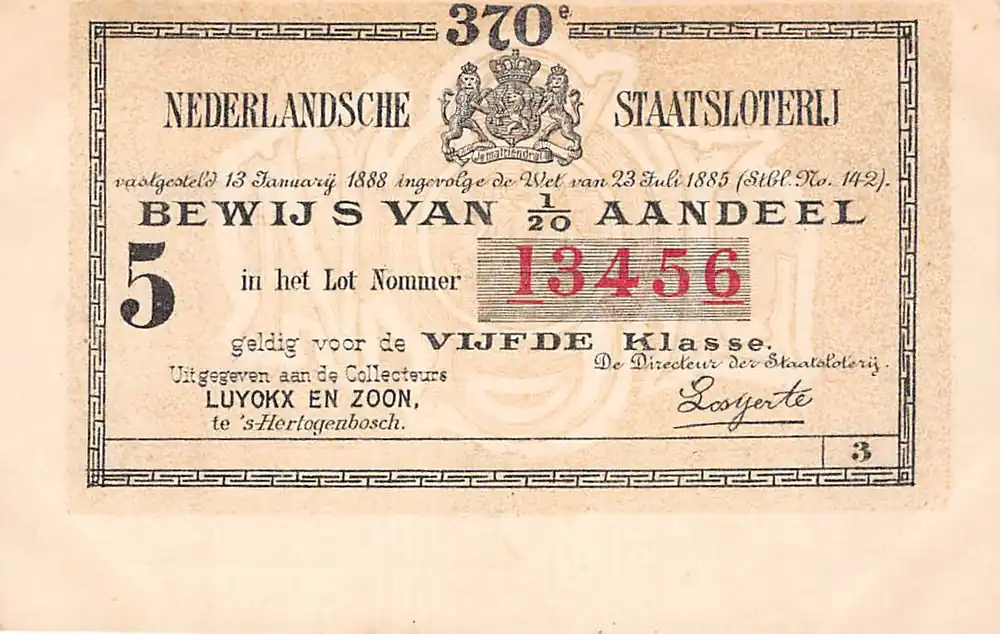 370e.
NEDERLANDSCHE STAATSLOTERIJ
Je maintiendrai
vastgesteld 13 Januarij 1888 ingevolge de Wet van 23 Juli 1885 (Stbl. No. 142).
BEWIJS VAN 1/20 AANDEEL
5 in het Lot Nommer 13456
geldig voor de VIJFDE Klasse.
De Directeur der Staatsloterij.
Uitgegeven aan de Collecteurs
LUYOKX EN ZOON,
te 's-Hertogenbosch.
3